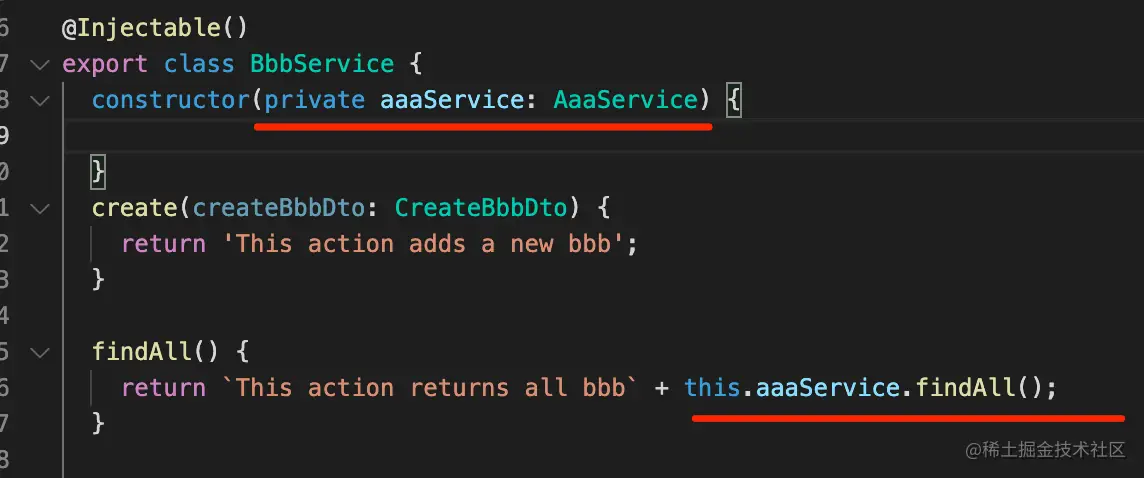 6 @Injectable()
7 export class BbbService {
8 constructor(private aaaService: AaaService) {
9
0 }
1 create(createBbbDto: CreateBbbDto) {
2 return 'This action adds a new bbb';
3 }
4
5 findAll() {
6 return `This action returns all bbb` + this.aaaService.findAll();
7 }
8
@稀土掘金技术社区